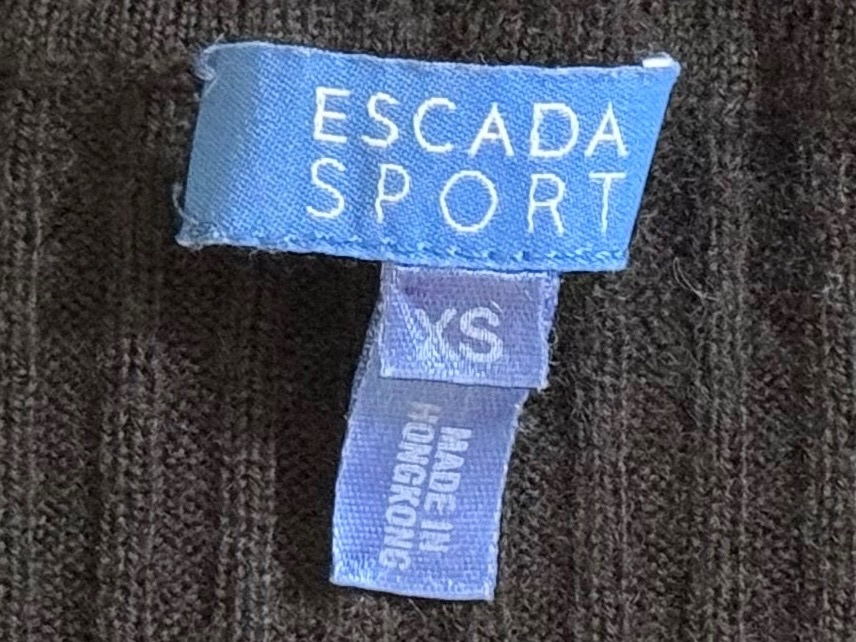 ESCADA
SPORT
XS
MADE IN
HONGKONG